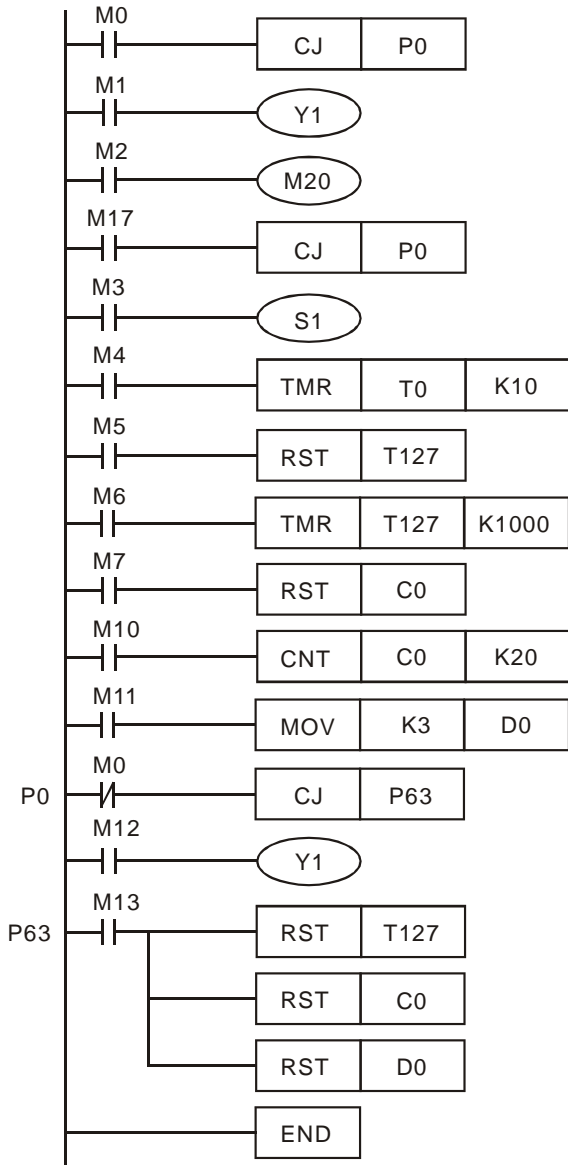 M0
CJ P0
M1
Y1
M2
M20
M17
CJ P0
M3
S1
M4
TMR T0 K10
M5
RST T127
M6
TMR T127 K1000
M7
RST C0
M10
CNT C0 K20
M11
MOV K3 D0
M0
P0 CJ P63
M12
Y1
M13
P63 RST T127
RST C0
RST D0
END